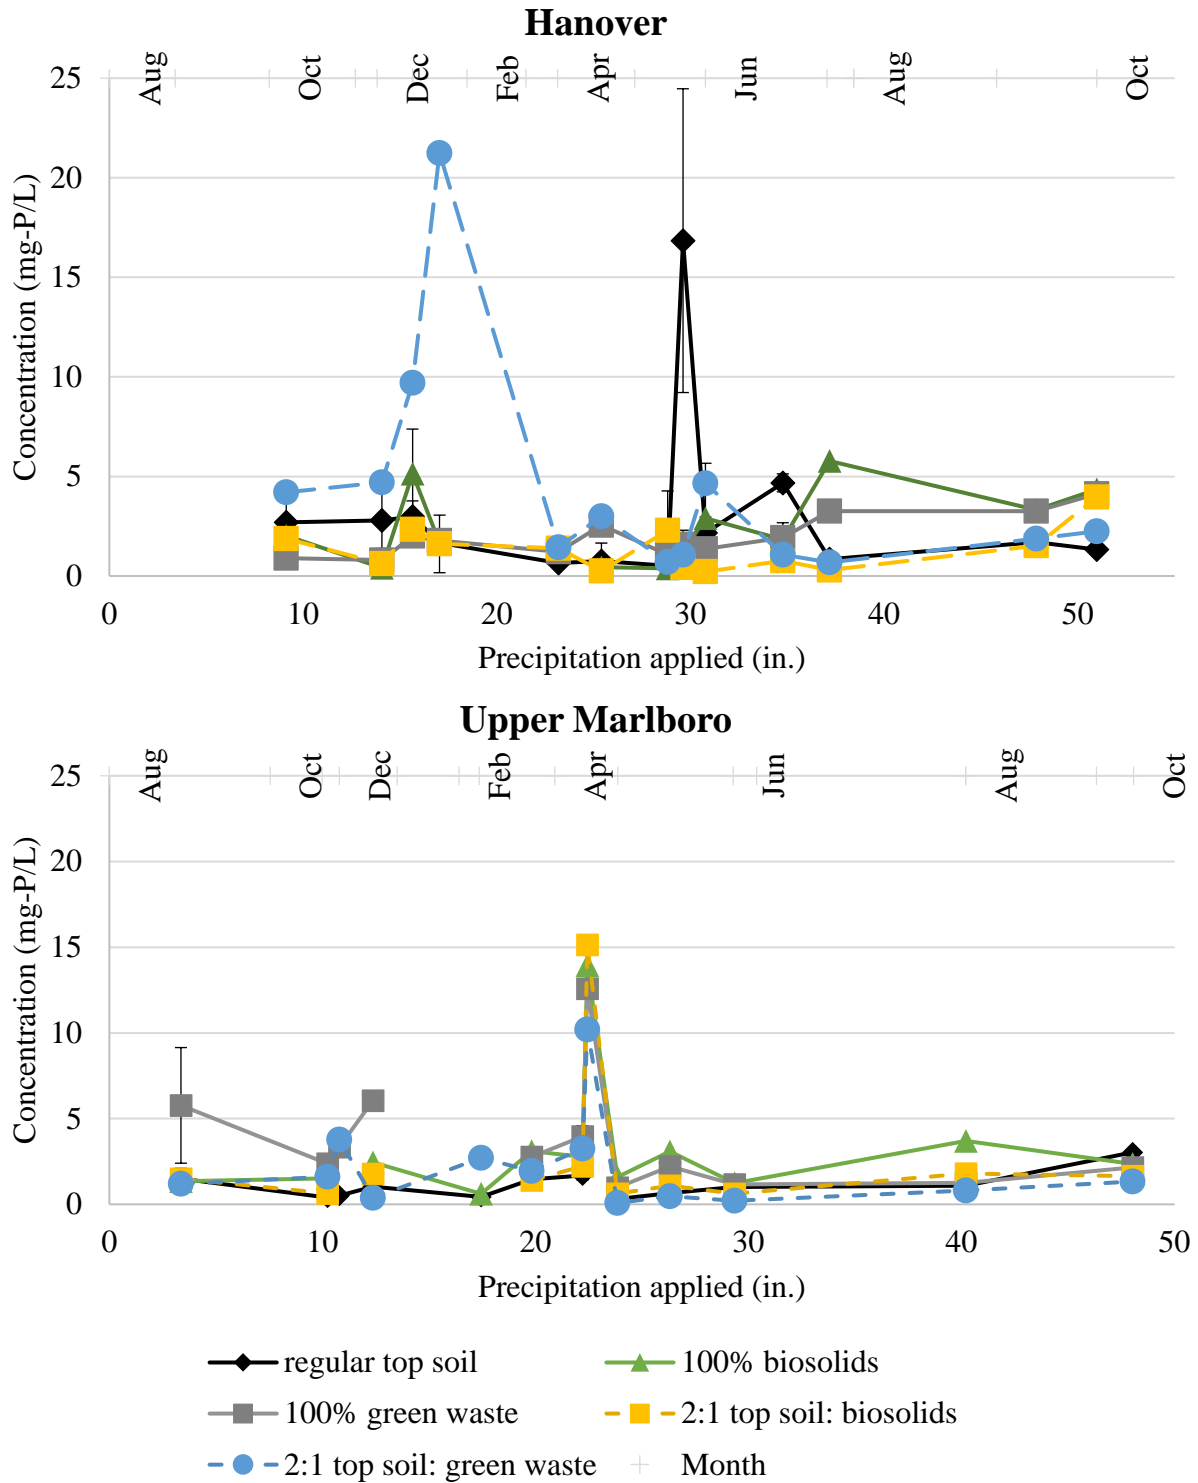 Hanover
Aug Oct Dec Feb Apr Jun Aug Oct
25
20
15
10
5
0
Concentration (mg-P/L)
0 10 20 30 40 50
Precipitation applied (in.)
Upper Marlboro
Aug Oct Dec Feb Apr Jun Aug Oct
25
20
15
10
5
0
Concentration (mg-P/L)
0 10 20 30 40 50
Precipitation applied (in.)
regular top soil 100% biosolids
100% green waste 2:1 top soil: biosolids
2:1 top soil: green waste Month